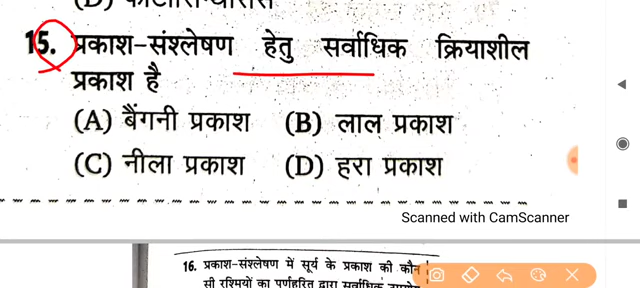 15. प्रकाश-संश्लेषण हेतु सर्वाधिक क्रियाशील
प्रकाश है
(A) बैंगनी प्रकाश (B) लाल प्रकाश
(C) नीला प्रकाश (D) हरा प्रकाश
Scanned with CamScanner
16. प्रकाश-संश्लेषण में सूर्य के प्रकाश की कौन
सी रश्मियों का पर्णहरित द्वारा सर्वाधिक